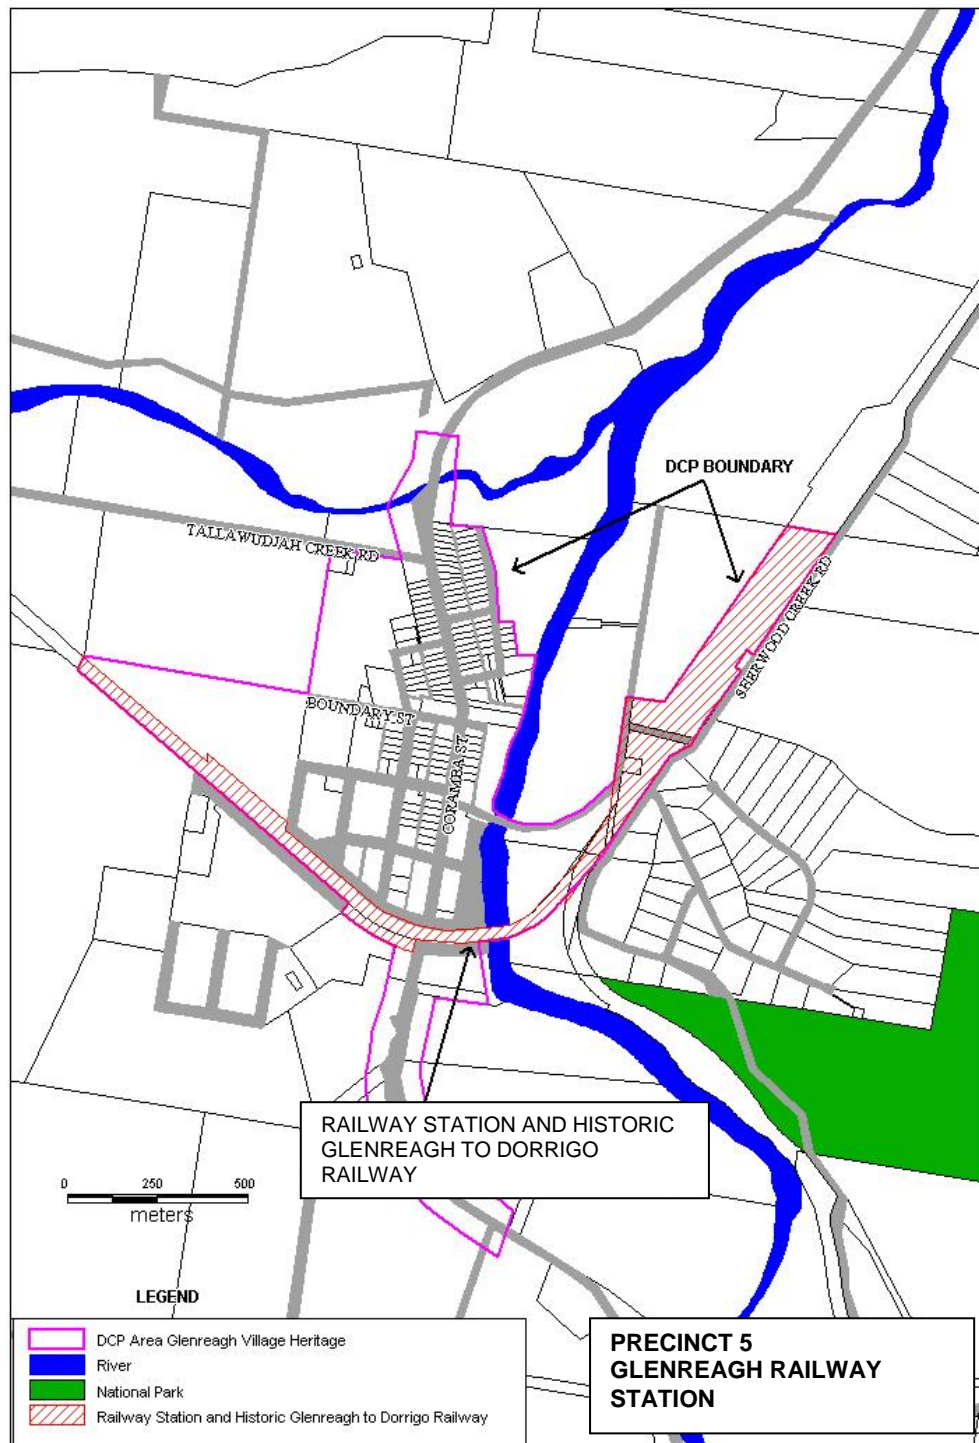 DCP BOUNDARY
TALLAWUDJAH CREEK RD
SHERWOOD CREEK RD
BOUNDARY ST
CORAMBA ST
RAILWAY STATION AND HISTORIC
GLENREAGH TO DORRIGO
RAILWAY
0 250 500
meters
LEGEND
DCP Area Glenreagh Village Heritage
River
National Park
Railway Station and Historic Glenreagh to Dorrigo Railway
PRECINCT 5
GLENREAGH RAILWAY
STATION